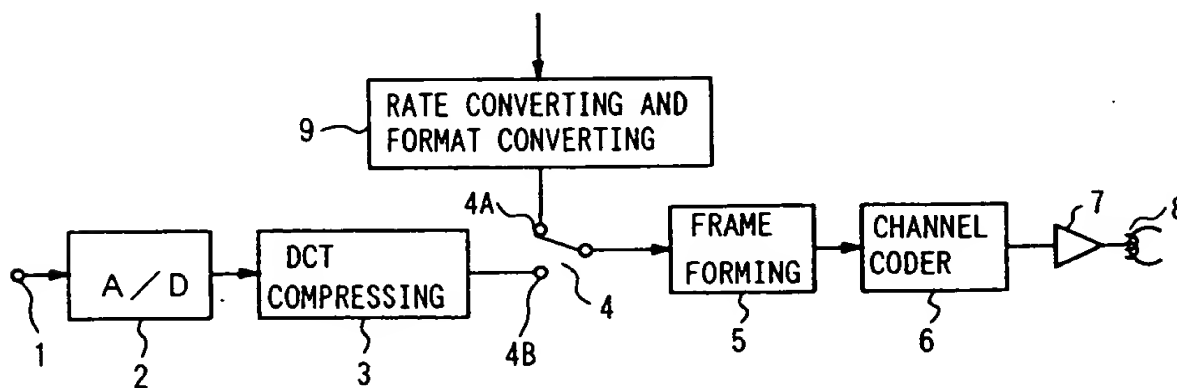 RATE CONVERTING AND
FORMAT CONVERTING
9
4A
7
8
FRAME
FORMING
CHANNEL
CODER
DCT
COMPRESSING
A/D
4
5
6
1
2
3
4B